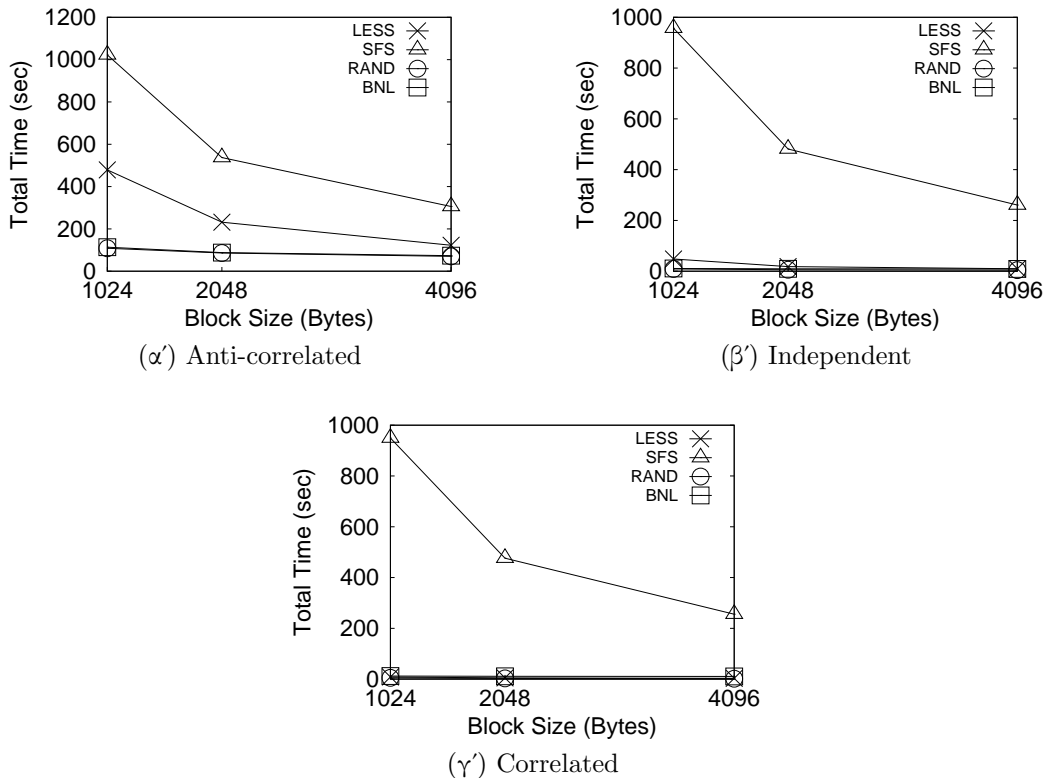 1200
1000
800
600
400
200
0
1024 2048 4096
Total Time (sec)
Block Size (Bytes)
LESS
SFS
RAND
BNL
(α′) Anti-correlated
1000
800
600
400
200
0
1024 2048 4096
Total Time (sec)
Block Size (Bytes)
LESS
SFS
RAND
BNL
(β′) Independent
1000
800
600
400
200
0
1024 2048 4096
Total Time (sec)
Block Size (Bytes)
LESS
SFS
RAND
BNL
(γ′) Correlated